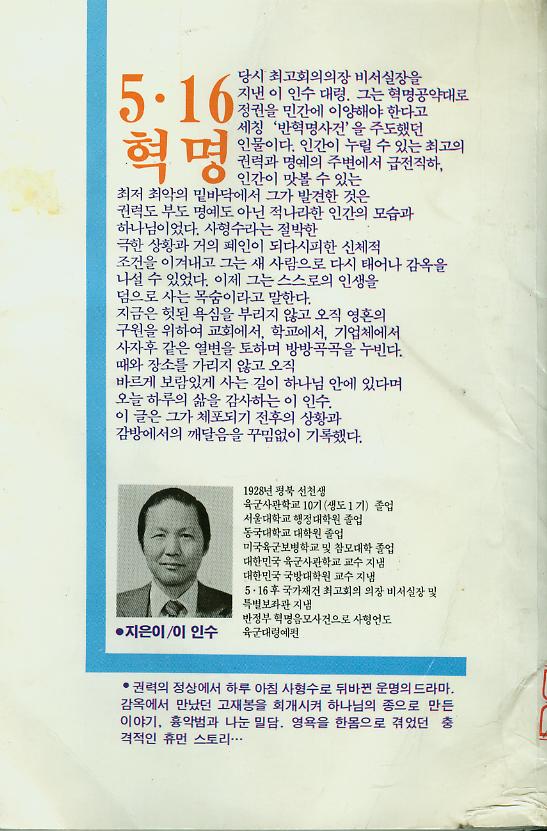 5·16
혁명
당시 최고회의의장 비서실장을
지낸 이 인수 대령. 그는 혁명공약대로
정권을 민간에 이양해야 한다고
세칭 ‘반혁명사건’을 주도했던
인물이다. 인간이 누릴 수 있는 최고의
권력과 명예의 주변에서 급전직하,
인간이 맛볼 수 있는
최저 최악의 밑바닥에서 그가 발견한 것은
권력도 부도 명예도 아닌 적나라한 인간의 모습과
하나님이었다. 사형수라는 절박한
극한 상황과 거의 폐인이 되다시피한 신체적
조건을 이겨내고 그는 새 사람으로 다시 태어나 감옥을
나설 수 있었다. 이제 그는 스스로의 인생을
덤으로 사는 목숨이라고 말한다.
지금은 헛된 욕심을 부리지 않고 오직 영혼의
구원을 위하여 교회에서, 학교에서, 기업체에서
사자후 같은 열변을 토하며 방방곡곡을 누빈다.
때와 장소를 가리지 않고 오직
바르게 보람있게 사는 길이 하나님 안에 있다며
오늘 하루의 삶을 감사하는 이 인수.
이 글은 그가 체포되기 전후의 상황과
감방에서의 깨달음을 꾸밈없이 기록했다.
1928년 평북 선천생
육군사관학교 10기(생도1기) 졸업
서울대학교 행정대학원 졸업
동국대학교 대학원 졸업
미국육군보병학교 및 참모대학 졸업
대한민국 육군사관학교 교수 지냄
대한민국 국방대학원 교수 지냄
5·16후 국가재건 최고회의 의장 비서실장 및
특별보좌관 지냄
반정부 혁명음모사건으로 사형언도
육군대령예편
●지은이/이 인수
● 권력의 정상에서 하루 아침 사형수로 뒤바뀐 운명의 드라마.
감옥에서 만났던 고재봉을 회개시켜 하나님의 종으로 만든
이야기, 흉악범과 나눈 밀담. 영욕을 한몸으로 겪었던 충
격적인 휴먼 스토리…